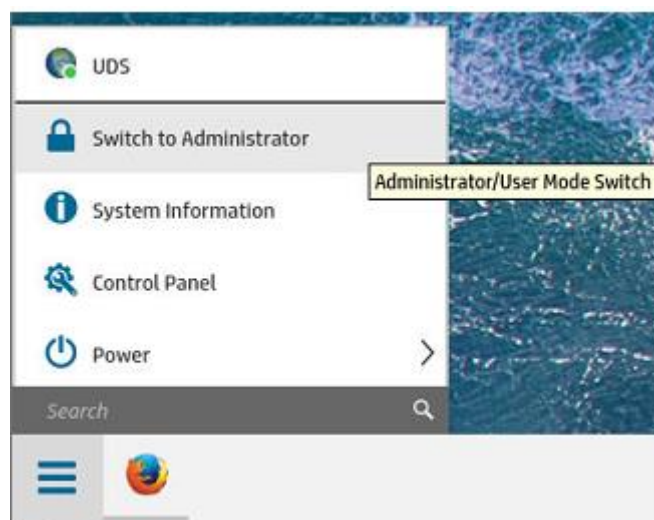 UDS
Switch to Administrator
Administrator/User Mode Switch
System Information
Control Panel
Power
Search